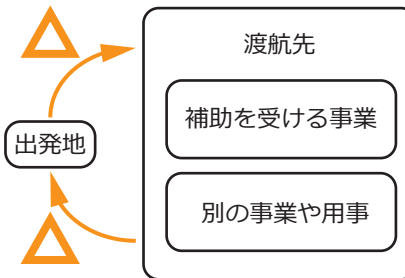 渡航先
補助を受ける事業
出発地
別の事業や用事